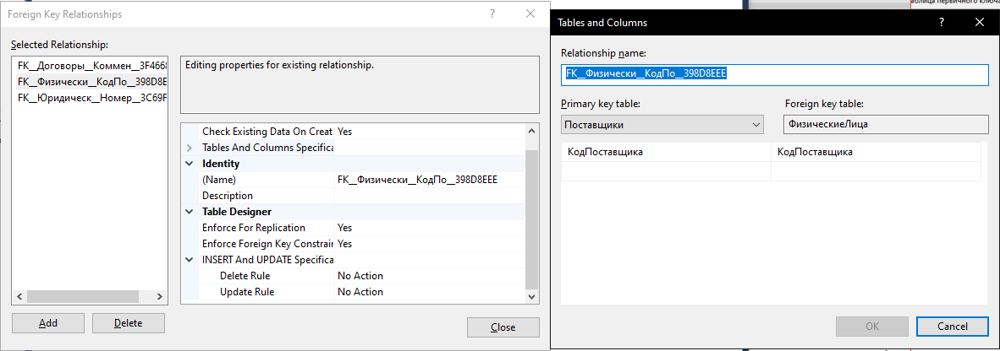 Foreign Key Relationships
Selected Relationship:
FK__Договоры__Коммен__3F466
FK__Физически__КодПо__398D8E
FK__Юридическ__Номер__3C69F
Editing properties for existing relationship.
Check Existing Data On Creat Yes
Tables And Columns Specifica
Identity
(Name) FK__Физически__КодПо__398D8EEE
Description
Table Designer
Enforce For Replication Yes
Enforce Foreign Key Constrain Yes
INSERT And UPDATE Specifica
Delete Rule No Action
Update Rule No Action
Add Delete
Close
аблица первичного ключа
Tables and Columns
Relationship name:
FK__Физически__КодПо__398D8EEE
Primary key table: Foreign key table:
Поставщики ФизическиеЛица
КодПоставщика КодПоставщика
OK Cancel